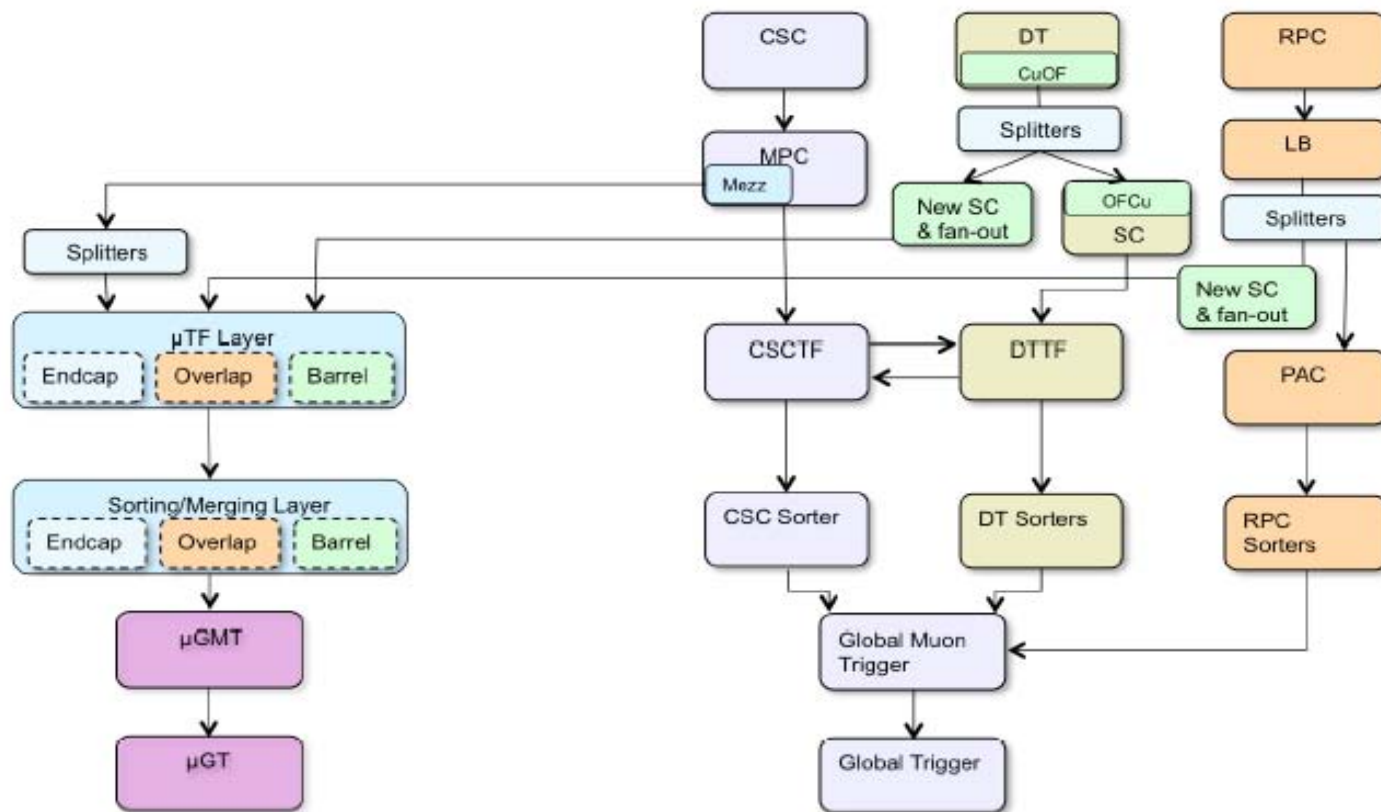 CSC
DT
CuOF
RPC
MPC
Mezz
Splitters
LB
New SC
& fan-out
OFCu
SC
Splitters
Splitters
New SC
& fan-out
µTF Layer
Endcap
Overlap
Barrel
CSCTF
DTTF
PAC
Sorting/Merging Layer
Endcap
Overlap
Barrel
CSC Sorter
DT Sorters
RPC
Sorters
µGMT
Global Muon
Trigger
µGT
Global Trigger